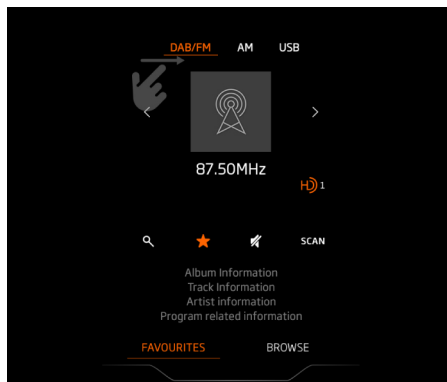 DAB/FM AM USB
87.50MHz
HD 1
SCAN
Album Information
Track Information
Artist information
Program related information
FAVOURITES BROWSE